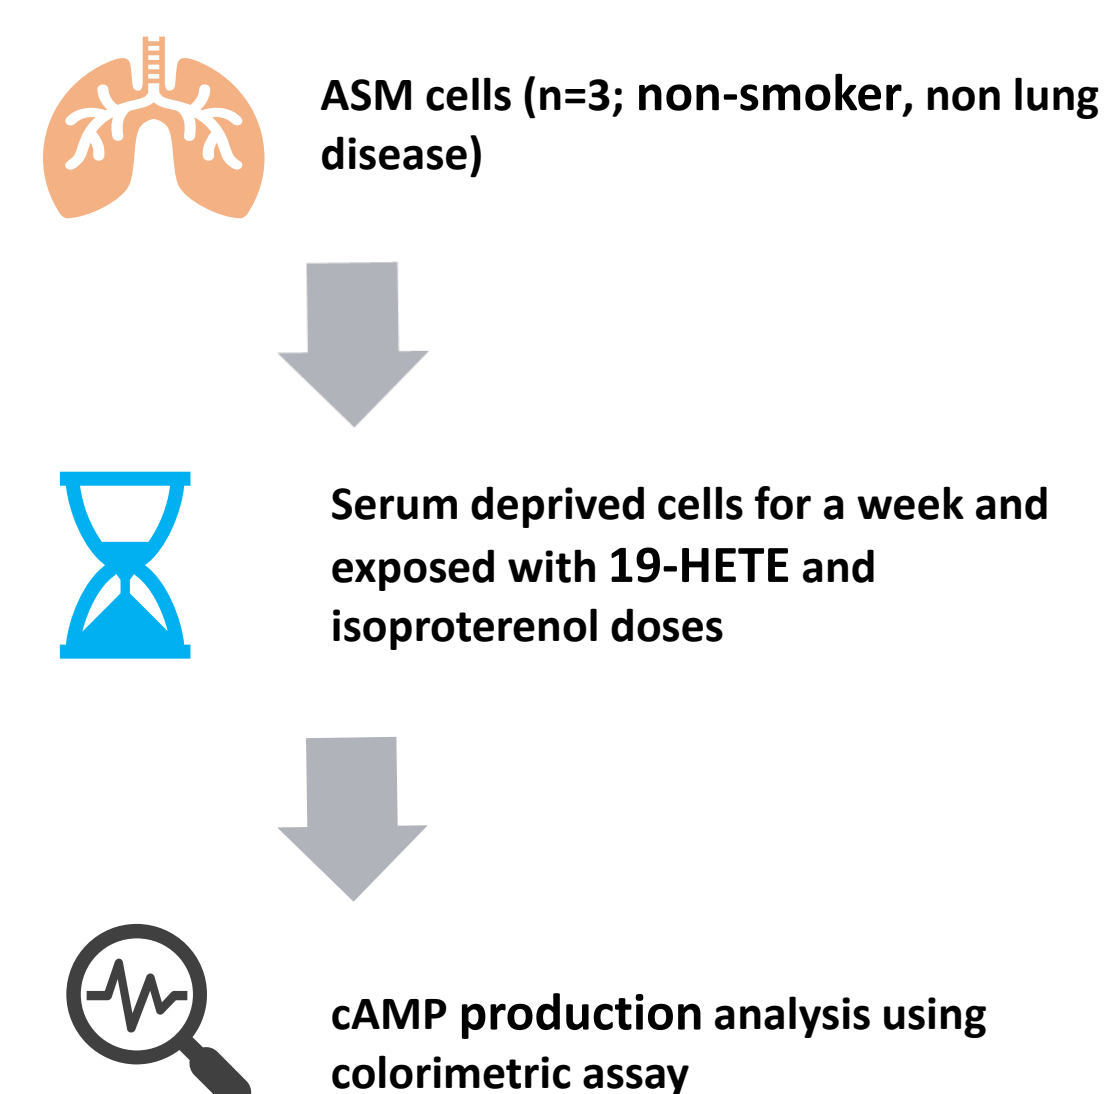 ASM cells (n=3; non-smoker, non lung
disease)
Serum deprived cells for a week and
exposed with 19-HETE and
isoproterenol doses
cAMP production analysis using
colorimetric assay